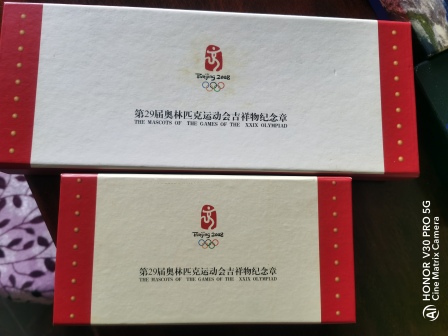 Beijing 2008
第29届奥林匹克运动会吉祥物纪念章
THE MASCOTS OF THE GAMES OF THE XXIX OLYMPIAD
Beijing 2008
第29届奥林匹克运动会吉祥物纪念章
THE MASCOTS OF THE GAMES OF THE XXIX OLYMPIAD
HONOR V30 PRO 5G
Cine Matrix Camera
AI